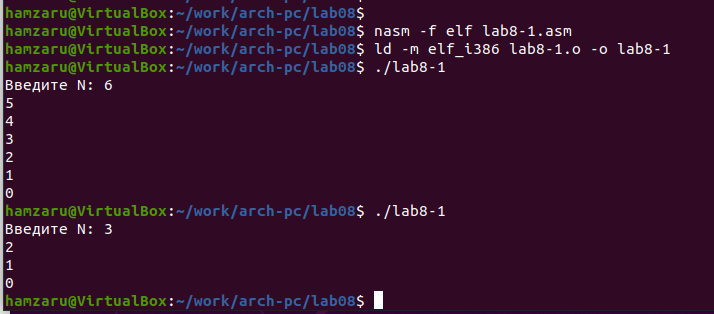 hamzaru@VirtualBox:~/work/arch-pc/lab08$
hamzaru@VirtualBox:~/work/arch-pc/lab08$ nasm -f elf lab8-1.asm
hamzaru@VirtualBox:~/work/arch-pc/lab08$ ld -m elf_i386 lab8-1.o -o lab8-1
hamzaru@VirtualBox:~/work/arch-pc/lab08$ ./lab8-1
Введите N: 6
5
4
3
2
1
0
hamzaru@VirtualBox:~/work/arch-pc/lab08$ ./lab8-1
Введите N: 3
2
1
0
hamzaru@VirtualBox:~/work/arch-pc/lab08$